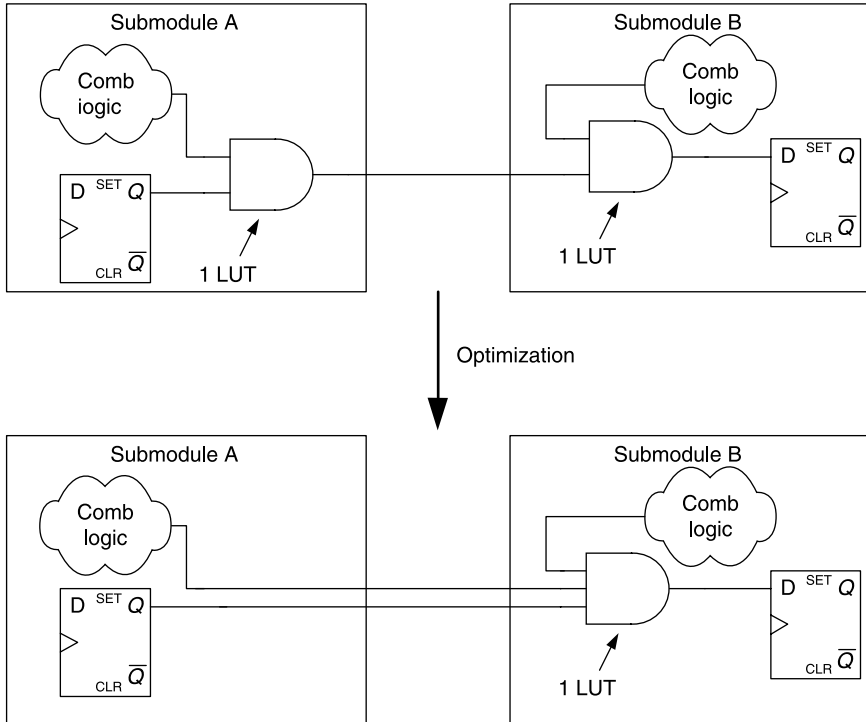 Submodule A
Submodule B
Comb
iogic
Comb
logic
D SET Q
CLR Q̅
1 LUT
1 LUT
D SET Q
CLR Q̅
Optimization
Submodule A
Submodule B
Comb
logic
Comb
logic
D SET Q
CLR Q̅
1 LUT
D SET Q
CLR Q̅